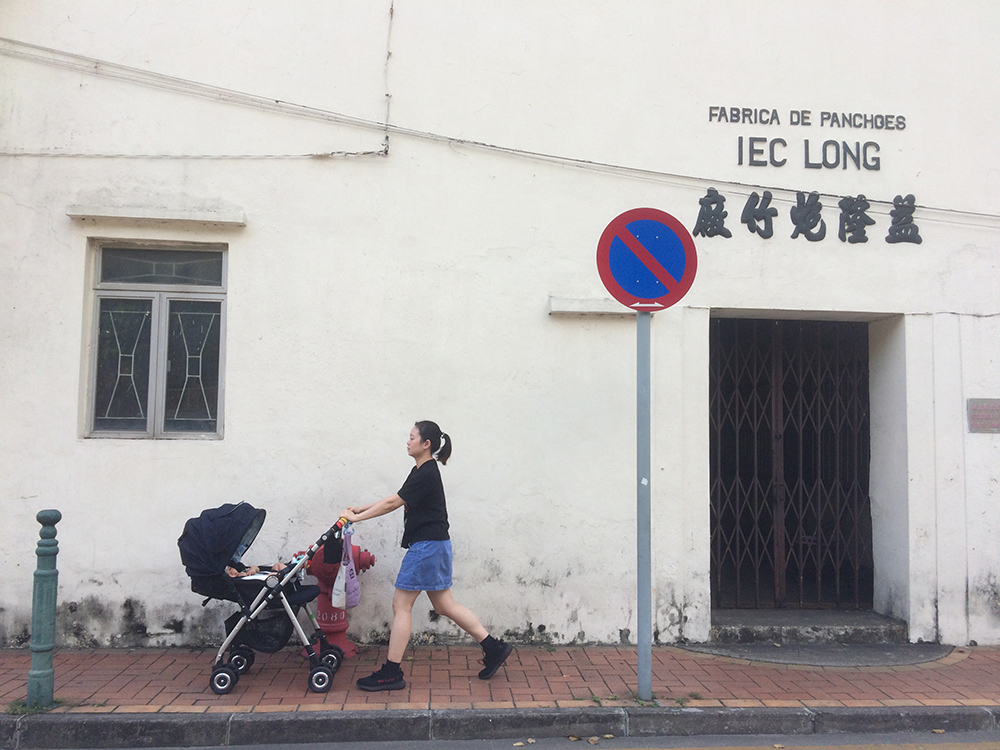 FABRICA DE PANCHOES
IEC LONG
益隆炮竹廠